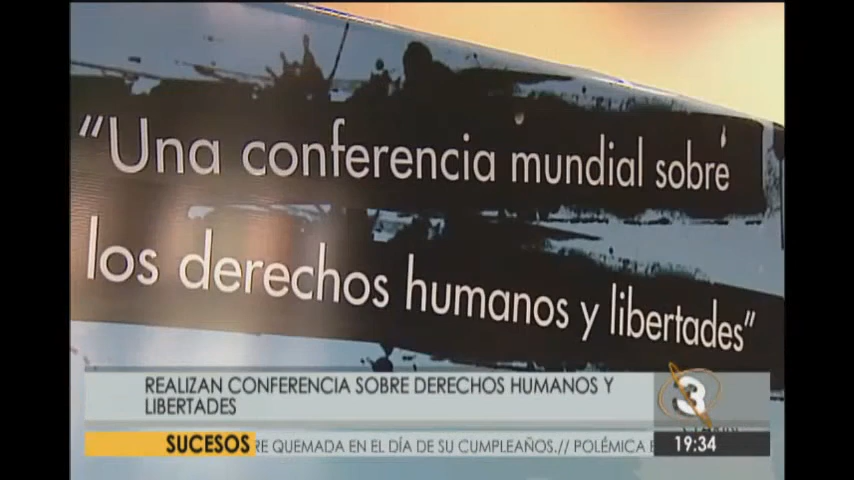 “Una conferencia mundial sobre
los derechos humanos y libertades”
REALIZAN CONFERENCIA SOBRE DERECHOS HUMANOS Y
LIBERTADES
3
SUCESOS RE QUEMADA EN EL DÍA DE SU CUMPLEAÑOS.// POLÉMICA
19:34